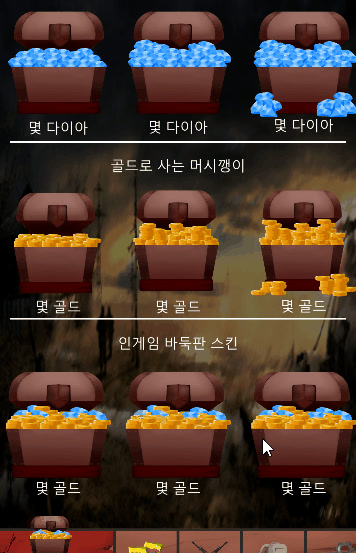 몇 다이아 몇 다이아 몇 다이아
골드로 사는 머시깽이
몇 골드 몇 골드 몇 골드
인게임 바둑판 스킨
몇 골드 몇 골드 몇 골드